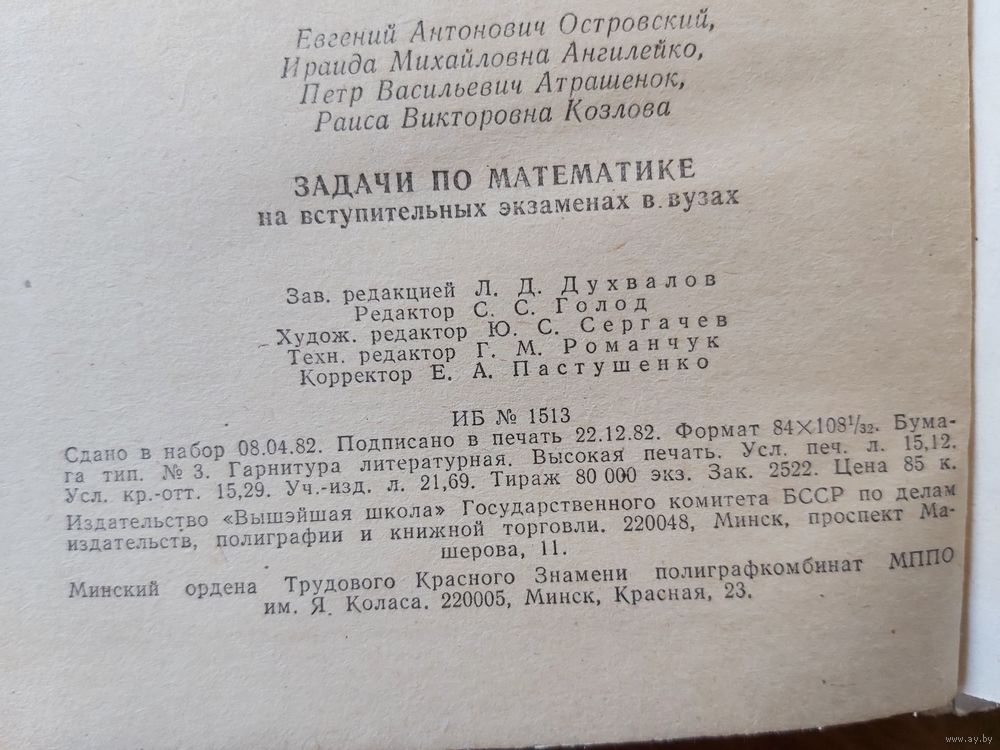 Евгений Антонович Островский,
Ираида Михайловна Ангилейко,
Петр Васильевич Атрашенок,
Раиса Викторовна Козлова
ЗАДАЧИ ПО МАТЕМАТИКЕ
на вступительных экзаменах в вузах
Зав. редакцией Л. Д. Духвалов
Редактор С. С. Голод
Худож. редактор Ю. С. Сергачев
Техн. редактор Г. М. Романчук
Корректор Е. А. Пастушенко
ИБ № 1513
Сдано в набор 08.04.82. Подписано в печать 22.12.82. Формат 84×108¹/₃₂. Бума-
га тип. № 3. Гарнитура литературная. Высокая печать. Усл. печ. л. 15,12.
Усл. кр.-отт. 15,29. Уч.-изд. л. 21,69. Тираж 80 000 экз. Зак. 2522. Цена 85 к.
Издательство «Вышэйшая школа» Государственного комитета БССР по делам
издательств, полиграфии и книжной торговли. 220048, Минск, проспект Ма-
шерова, 11.
Минский ордена Трудового Красного Знамени полиграфкомбинат МППО
им. Я. Коласа. 220005, Минск, Красная, 23.
www.ay.by